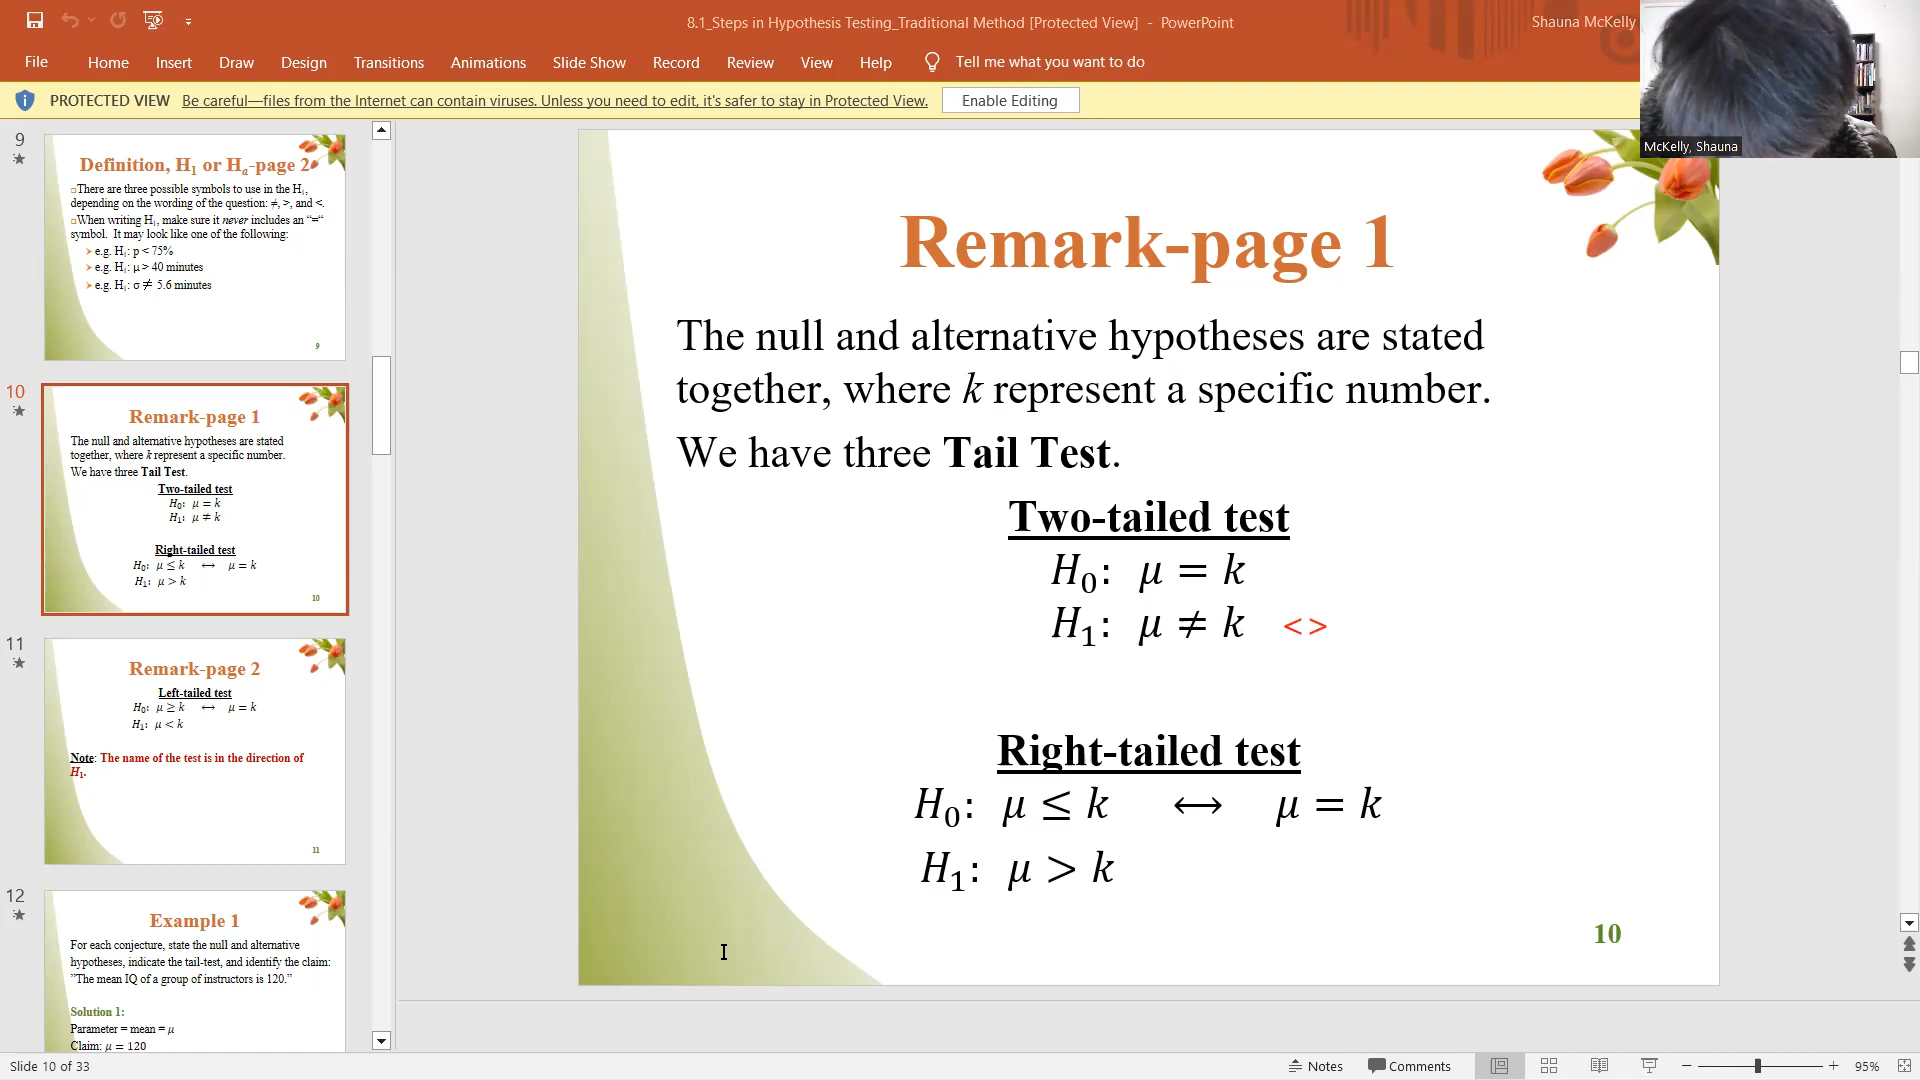 8.1_Steps in Hypothesis Testing_Traditional Method [Protected View] - PowerPoint
Shauna McKelly
File Home Insert Draw Design Transitions Animations Slide Show Record Review View Help Tell me what you want to do
PROTECTED VIEW Be careful—files from the Internet can contain viruses. Unless you need to edit, it's safer to stay in Protected View. Enable Editing
McKelly, Shauna
9
Definition, H1 or Ha-page 2
There are three possible symbols to use in the H1,
depending on the wording of the question: ≠, >, and <.
When writing H1, make sure it never includes an "="
symbol. It may look like one of the following:
e.g. H1: p < 75%
e.g. H1: μ > 40 minutes
e.g. H1: σ ≠ 5.6 minutes
9
10
Remark-page 1
The null and alternative hypotheses are stated
together, where k represent a specific number.
We have three Tail Test.
Two-tailed test
H0: μ = k
H1: μ ≠ k
Right-tailed test
H0: μ ≤ k ↔ μ = k
H1: μ > k
10
11
Remark-page 2
Left-tailed test
H0: μ ≥ k ↔ μ = k
H1: μ < k
Note: The name of the test is in the direction of
H1.
11
12
Example 1
For each conjecture, state the null and alternative
hypotheses, indicate the tail-test, and identify the claim:
"The mean IQ of a group of instructors is 120."
Solution 1:
Parameter = mean = μ
Claim: μ = 120
Remark-page 1
The null and alternative hypotheses are stated
together, where k represent a specific number.
We have three Tail Test.
Two-tailed test
H0: μ = k
H1: μ ≠ k < >
Right-tailed test
H0: μ ≤ k ↔ μ = k
H1: μ > k
10
Slide 10 of 33
Notes Comments 95%